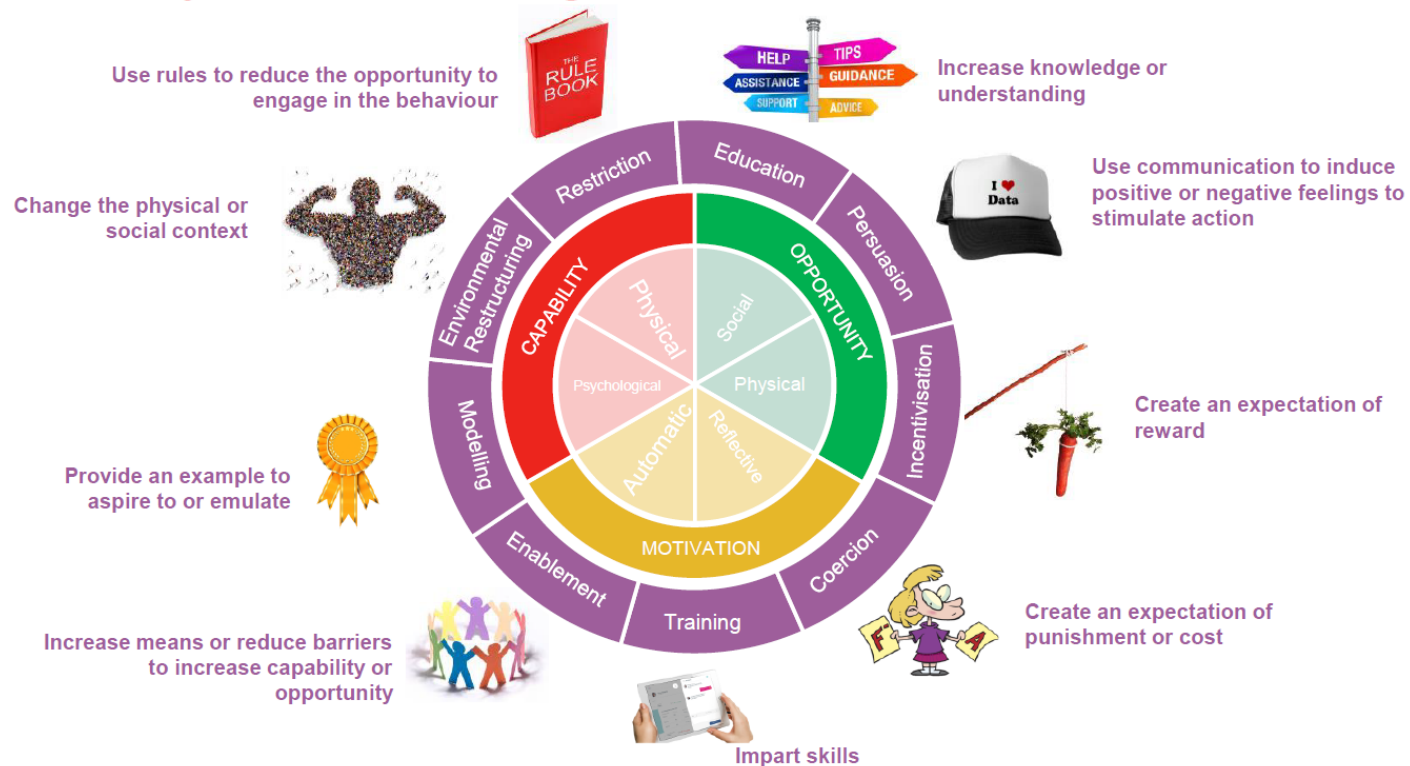 Use rules to reduce the opportunity to
engage in the behaviour
THE
RULE
BOOK
HELP
TIPS
ASSISTANCE
GUIDANCE
SUPPORT
ADVICE
Increase knowledge or
understanding
Change the physical or
social context
I ❤
Data
Use communication to induce
positive or negative feelings to
stimulate action
Restriction
Education
Environmental
Restructuring
Persuasion
CAPABILITY
OPPORTUNITY
Physical
Social
Psychological
Physical
Modelling
Incentivisation
Automatic
Reflective
Create an expectation of
reward
Provide an example to
aspire to or emulate
MOTIVATION
Enablement
Coercion
Training
F-
A
Increase means or reduce barriers
to increase capability or
opportunity
Create an expectation of
punishment or cost
Impart skills